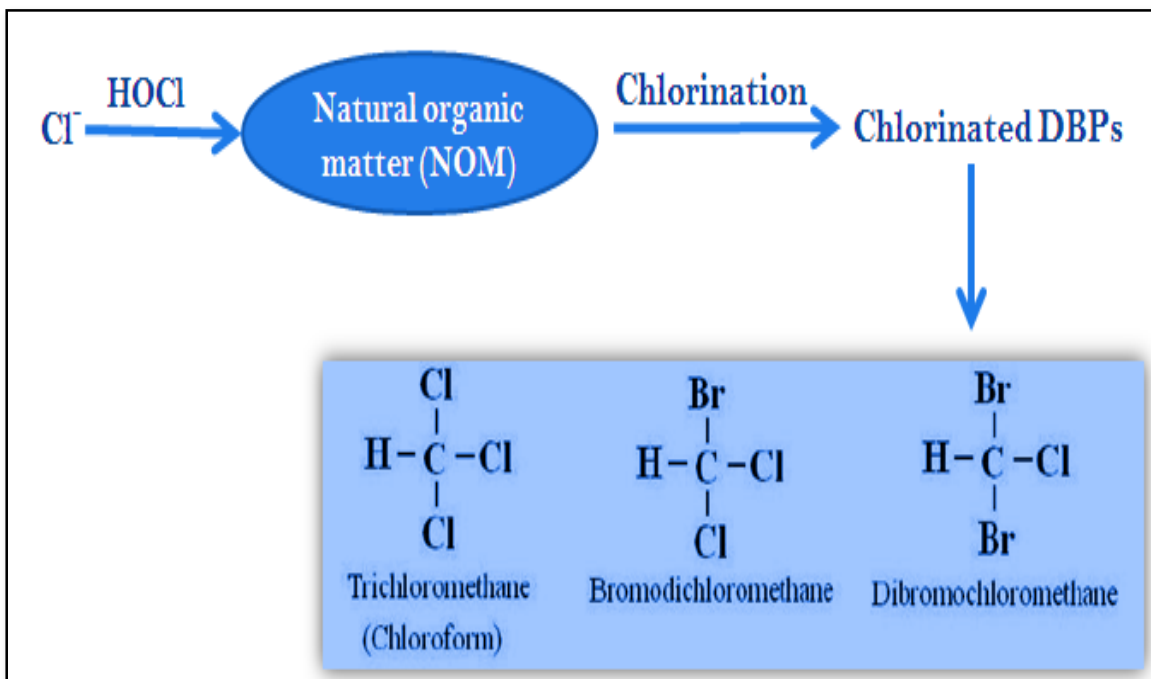 HOCl
Cl⁻
Natural organic
matter (NOM)
Chlorination
Chlorinated DBPs
Cl
H–C–Cl
Cl
Trichloromethane
(Chloroform)
Br
H–C–Cl
Cl
Bromodichloromethane
Br
H–C–Cl
Br
Dibromochloromethane